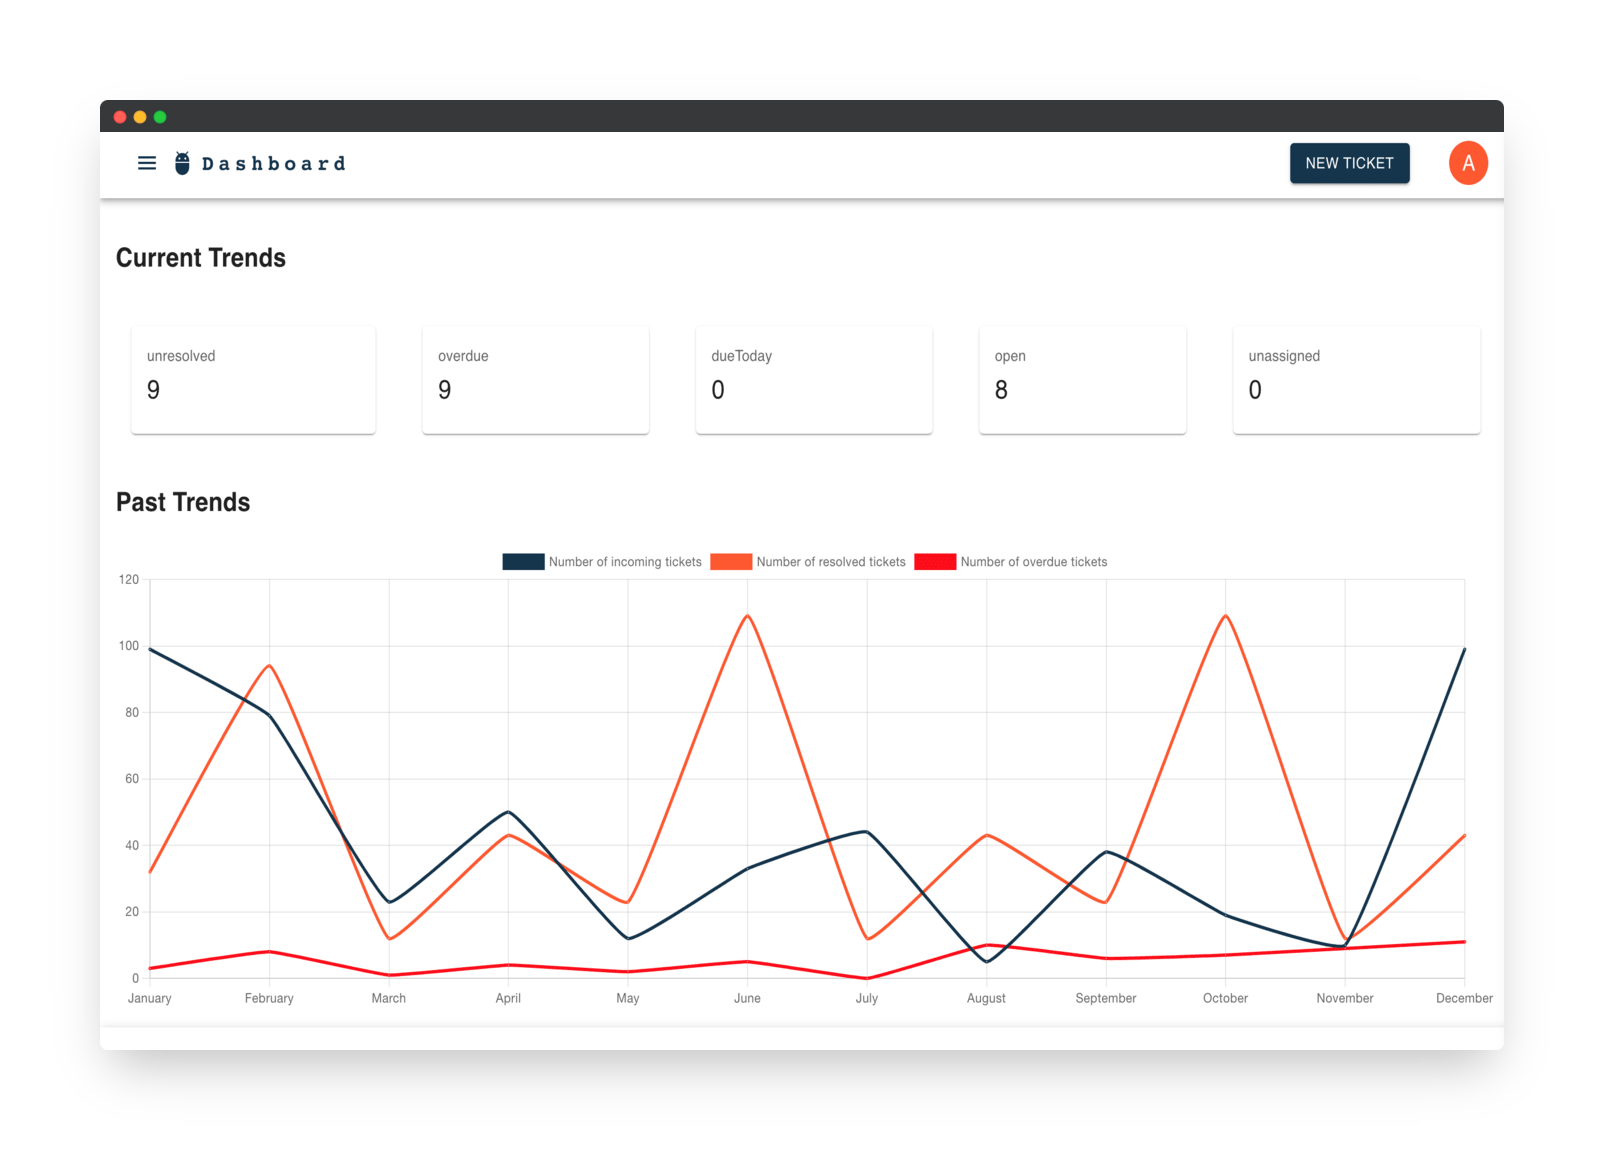 Dashboard
NEW TICKET
A
Current Trends
unresolved
9
overdue
9
dueToday
0
open
8
unassigned
0
Past Trends
Number of incoming tickets Number of resolved tickets Number of overdue tickets
120
100
80
60
40
20
0
January February March April May June July August September October November December